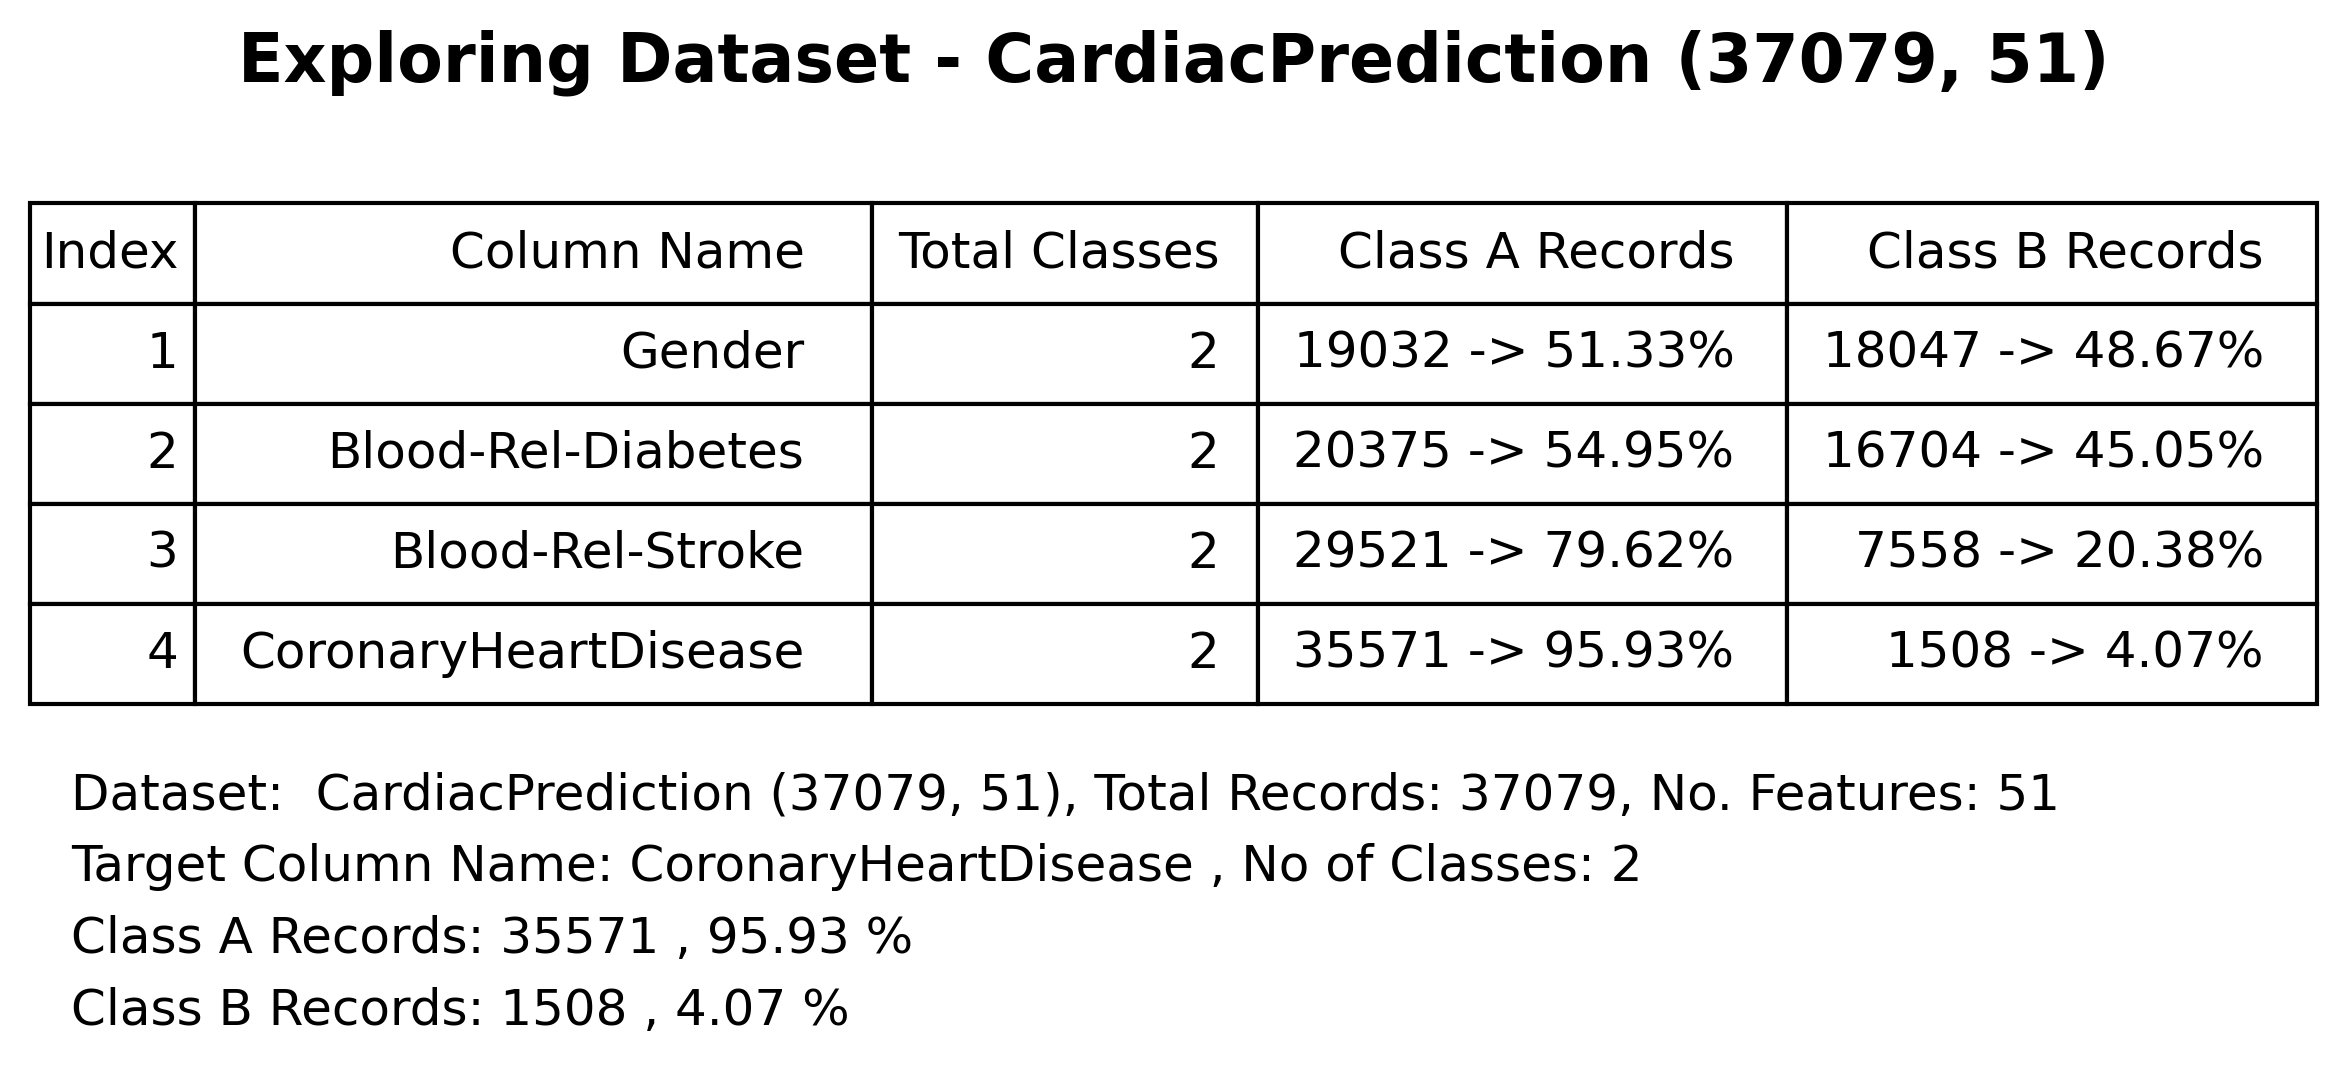 Exploring Dataset - CardiacPrediction (37079, 51)
Index Column Name Total Classes Class A Records Class B Records
1 Gender 2 19032 -> 51.33% 18047 -> 48.67%
2 Blood-Rel-Diabetes 2 20375 -> 54.95% 16704 -> 45.05%
3 Blood-Rel-Stroke 2 29521 -> 79.62% 7558 -> 20.38%
4 CoronaryHeartDisease 2 35571 -> 95.93% 1508 -> 4.07%
Dataset:  CardiacPrediction (37079, 51), Total Records: 37079, No. Features: 51
Target Column Name: CoronaryHeartDisease , No of Classes: 2
Class A Records: 35571 , 95.93 %
Class B Records: 1508 , 4.07 %